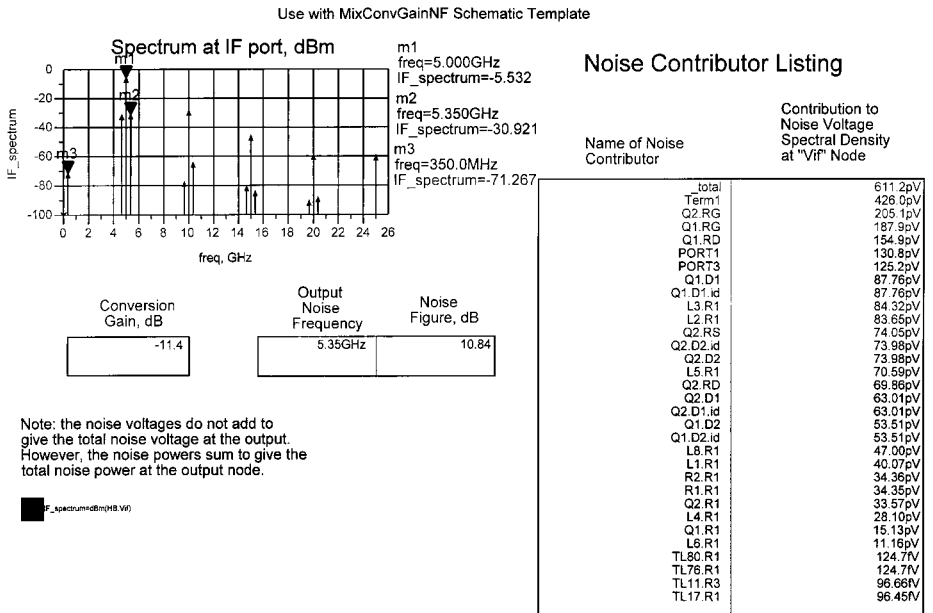 Use with MixConvGainNF Schematic Template
Spectrum at IF port, dBm
m1
m2
m3
IF_spectrum
0
-20
-40
-60
-80
-100
0 2 4 6 8 10 12 14 16 18 20 22 24 26
freq, GHz
m1
freq=5.000GHz
IF_spectrum=-5.532
m2
freq=5.350GHz
IF_spectrum=-30.921
m3
freq=350.0MHz
IF_spectrum=-71.267
Conversion
Gain, dB
-11.4
Output
Noise
Frequency
Noise
Figure, dB
5.35GHz 10.84
Note: the noise voltages do not add to
give the total noise voltage at the output.
However, the noise powers sum to give the
total noise power at the output node.
F_spectrum=dBm(HB.Vif)
Noise Contributor Listing
Name of Noise
Contributor
Contribution to
Noise Voltage
Spectral Density
at "Vif" Node
_total 611.2pV
Term1 426.0pV
Q2.RG 205.1pV
Q1.RG 187.9pV
Q1.RD 154.9pV
PORT1 130.8pV
PORT3 125.2pV
Q1.D1 87.76pV
Q1.D1.id 87.76pV
L3.R1 84.32pV
L2.R1 83.65pV
Q2.RS 74.05pV
Q2.D2.id 73.98pV
Q2.D2 73.98pV
L5.R1 70.59pV
Q2.RD 69.86pV
Q2.D1 63.01pV
Q2.D1.id 63.01pV
Q1.D2 53.51pV
Q1.D2.id 53.51pV
L8.R1 47.00pV
L1.R1 40.07pV
R2.R1 34.36pV
R1.R1 34.35pV
Q2.R1 33.57pV
L4.R1 28.10pV
Q1.R1 15.13pV
L6.R1 11.16pV
TL80.R1 124.7fV
TL76.R1 124.7fV
TL11.R3 96.66fV
TL17.R1 96.45fV